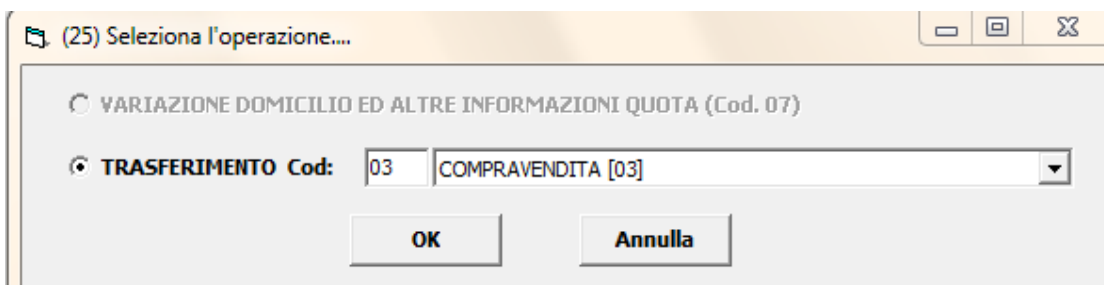 (25) Seleziona l'operazione....
VARIAZIONE DOMICILIO ED ALTRE INFORMAZIONI QUOTA (Cod. 07)
TRASFERIMENTO Cod: 03 COMPRAVENDITA [03]
OK Annulla